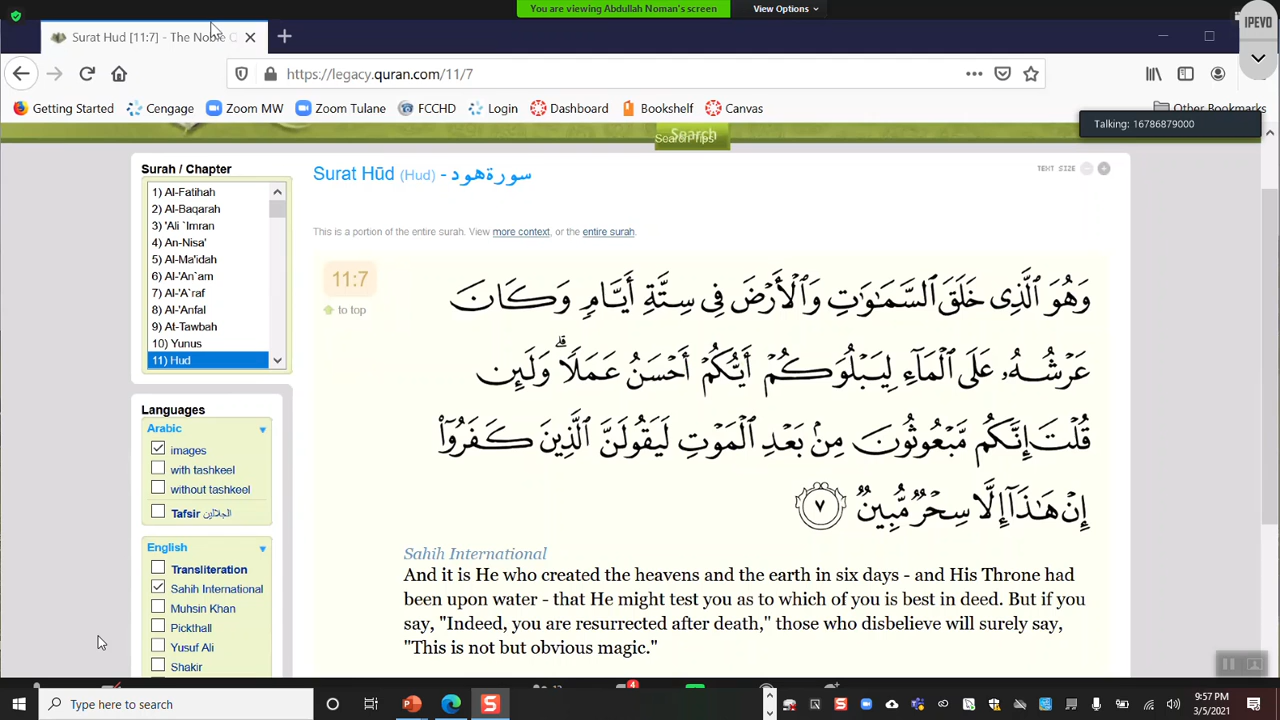 You are viewing Abdullah Noman's screen
View Options
IPEVO
Surat Hud [11:7] - The Noble
https://legacy.quran.com/11/7
Getting Started
Cengage
Zoom MW
Zoom Tulane
FCCHD
Login
Dashboard
Bookshelf
Canvas
Other Bookmarks
Talking: 16786879000
Search
Search Tips
Surah / Chapter
1) Al-Fatihah
2) Al-Baqarah
3) 'Ali `Imran
4) An-Nisa'
5) Al-Ma'idah
6) Al-'An`am
7) Al-'A`raf
8) Al-'Anfal
9) At-Tawbah
10) Yunus
11) Hud
Languages
Arabic
images
with tashkeel
without tashkeel
Tafsir الجلالين
English
Transliteration
Sahih International
Muhsin Khan
Pickthall
Yusuf Ali
Shakir
Surat Hūd (Hud) - سورة هود
TEXT SIZE
This is a portion of the entire surah. View more context, or the entire surah.
11:7
to top
وَهُوَ ٱلَّذِى خَلَقَ ٱلسَّمَـٰوَٰتِ وَٱلْأَرْضَ فِى سِتَّةِ أَيَّامٍ وَكَانَ
عَرْشُهُۥ عَلَى ٱلْمَآءِ لِيَبْلُوَكُمْ أَيُّكُمْ أَحْسَنُ عَمَلًا ۗ وَلَئِن
قُلْتَ إِنَّكُم مَّبْعُوثُونَ مِنۢ بَعْدِ ٱلْمَوْتِ لَيَقُولَنَّ ٱلَّذِينَ كَفَرُوٓا۟
إِنْ هَـٰذَآ إِلَّا سِحْرٌ مُّبِينٌ ٧
Sahih International
And it is He who created the heavens and the earth in six days - and His Throne had
been upon water - that He might test you as to which of you is best in deed. But if you
say, "Indeed, you are resurrected after death," those who disbelieve will surely say,
"This is not but obvious magic."
Type here to search
4
9:57 PM
3/5/2021